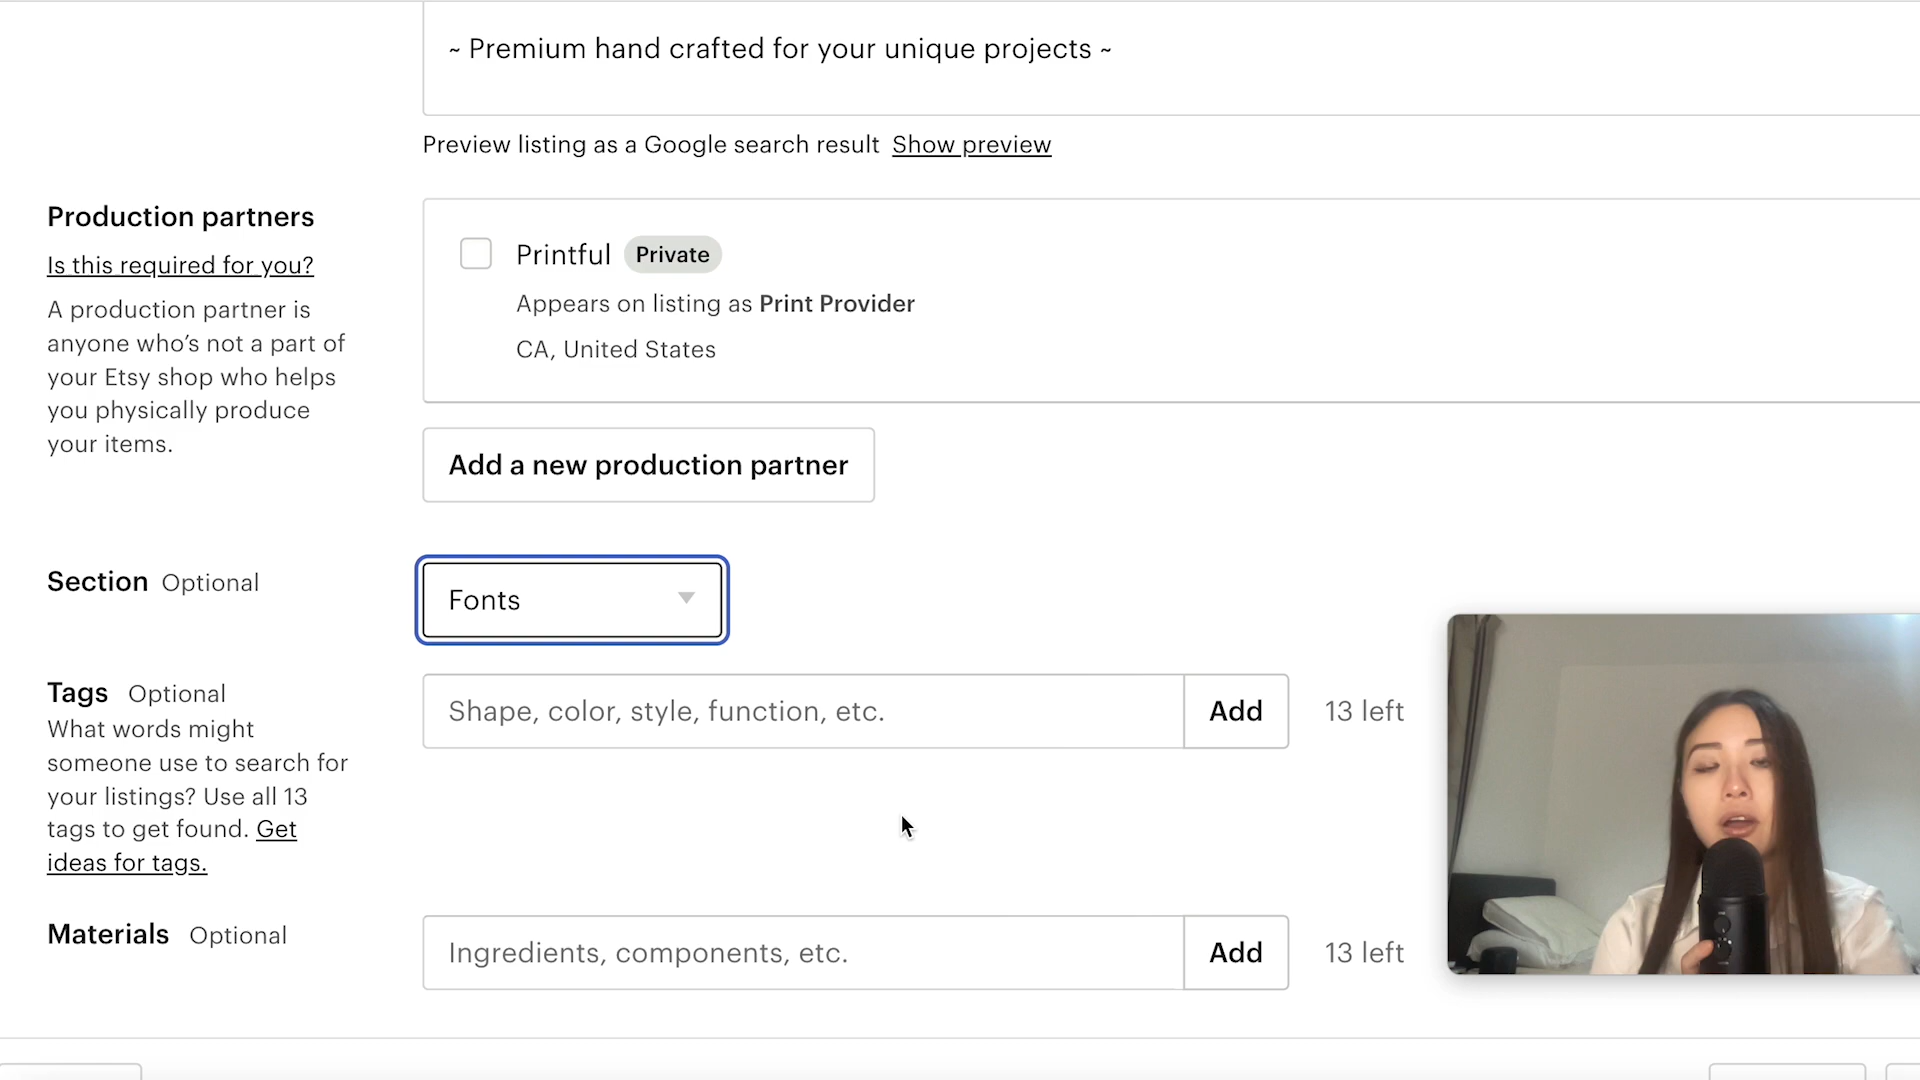 ~ Premium hand crafted for your unique projects ~
Preview listing as a Google search result Show preview
Production partners
Is this required for you?
A production partner is
anyone who’s not a part of
your Etsy shop who helps
you physically produce
your items.
Printful Private
Appears on listing as Print Provider
CA, United States
Add a new production partner
Section Optional
Fonts
Tags Optional
What words might
someone use to search for
your listings? Use all 13
tags to get found. Get
ideas for tags.
Shape, color, style, function, etc. Add 13 left
Materials Optional
Ingredients, components, etc. Add 13 left